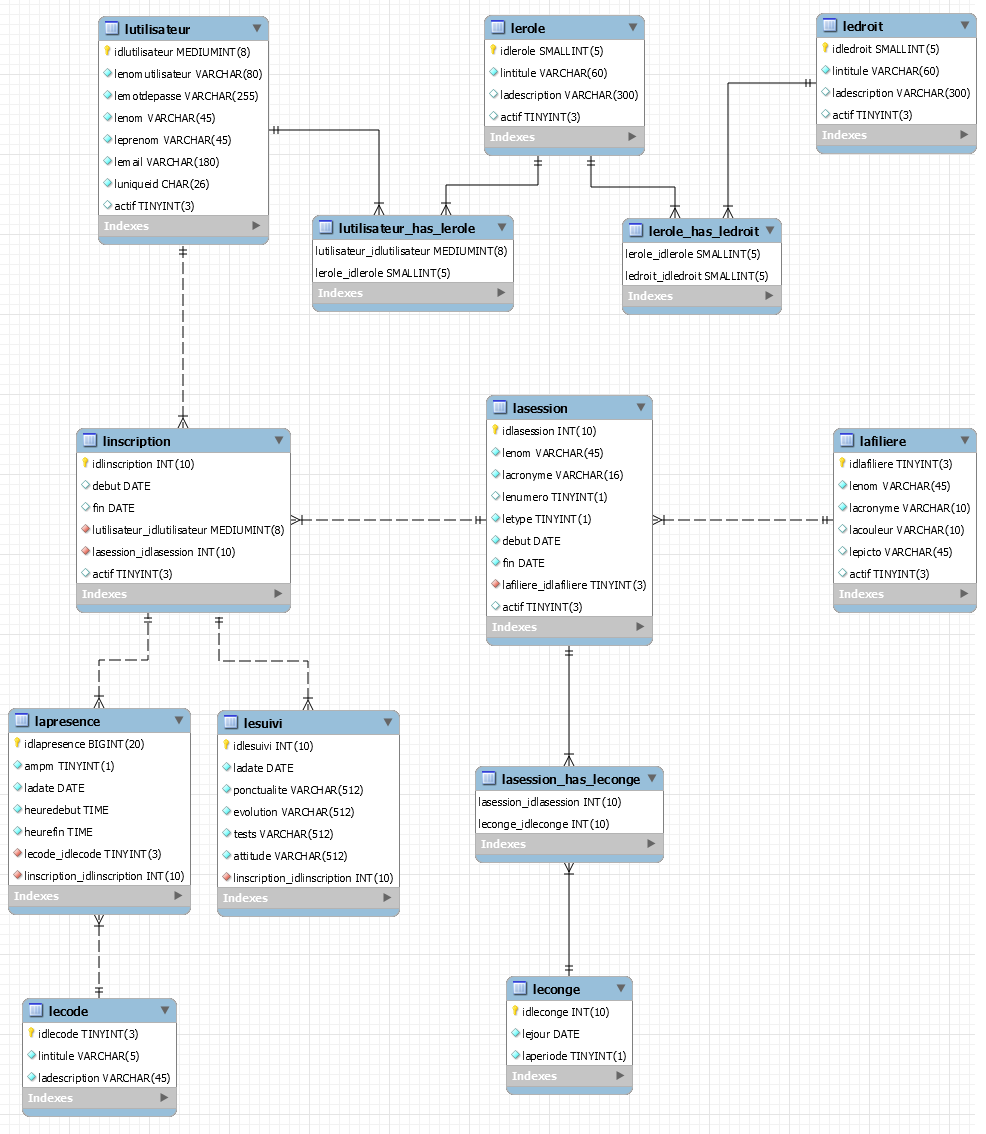 lutilisateur
idlutilisateur MEDIUMINT(8)
lenomutilisateur VARCHAR(80)
lemotdepasse VARCHAR(255)
lenom VARCHAR(45)
leprenom VARCHAR(45)
lemail VARCHAR(180)
luniqueid CHAR(26)
actif TINYINT(3)
Indexes
lerole
idlerole SMALLINT(5)
lintitule VARCHAR(60)
ladescription VARCHAR(300)
actif TINYINT(3)
Indexes
ledroit
idledroit SMALLINT(5)
lintitule VARCHAR(60)
ladescription VARCHAR(300)
actif TINYINT(3)
Indexes
lutilisateur_has_lerole
lutilisateur_idlutilisateur MEDIUMINT(8)
lerole_idlerole SMALLINT(5)
Indexes
lerole_has_ledroit
lerole_idlerole SMALLINT(5)
ledroit_idledroit SMALLINT(5)
Indexes
linscription
idlinscription INT(10)
debut DATE
fin DATE
lutilisateur_idlutilisateur MEDIUMINT(8)
lasession_idlasession INT(10)
actif TINYINT(3)
Indexes
lasession
idlasession INT(10)
lenom VARCHAR(45)
lacronyme VARCHAR(16)
lenumero TINYINT(1)
letype TINYINT(1)
debut DATE
fin DATE
lafiliere_idlafiliere TINYINT(3)
actif TINYINT(3)
Indexes
lafiliere
idlafiliere TINYINT(3)
lenom VARCHAR(45)
lacronyme VARCHAR(10)
lacouleur VARCHAR(10)
lepicto VARCHAR(45)
actif TINYINT(3)
Indexes
lapresence
idlapresence BIGINT(20)
ampm TINYINT(1)
ladate DATE
heuredebut TIME
heurefin TIME
lecode_idlecode TINYINT(3)
linscription_idlinscription INT(10)
Indexes
lesuivi
idlesuivi INT(10)
ladate DATE
ponctualite VARCHAR(512)
evolution VARCHAR(512)
tests VARCHAR(512)
attitude VARCHAR(512)
linscription_idlinscription INT(10)
Indexes
lasession_has_leconge
lasession_idlasession INT(10)
leconge_idleconge INT(10)
Indexes
lecode
idlecode TINYINT(3)
lintitule VARCHAR(5)
ladescription VARCHAR(45)
Indexes
leconge
idleconge INT(10)
lejour DATE
laperiode TINYINT(1)
Indexes